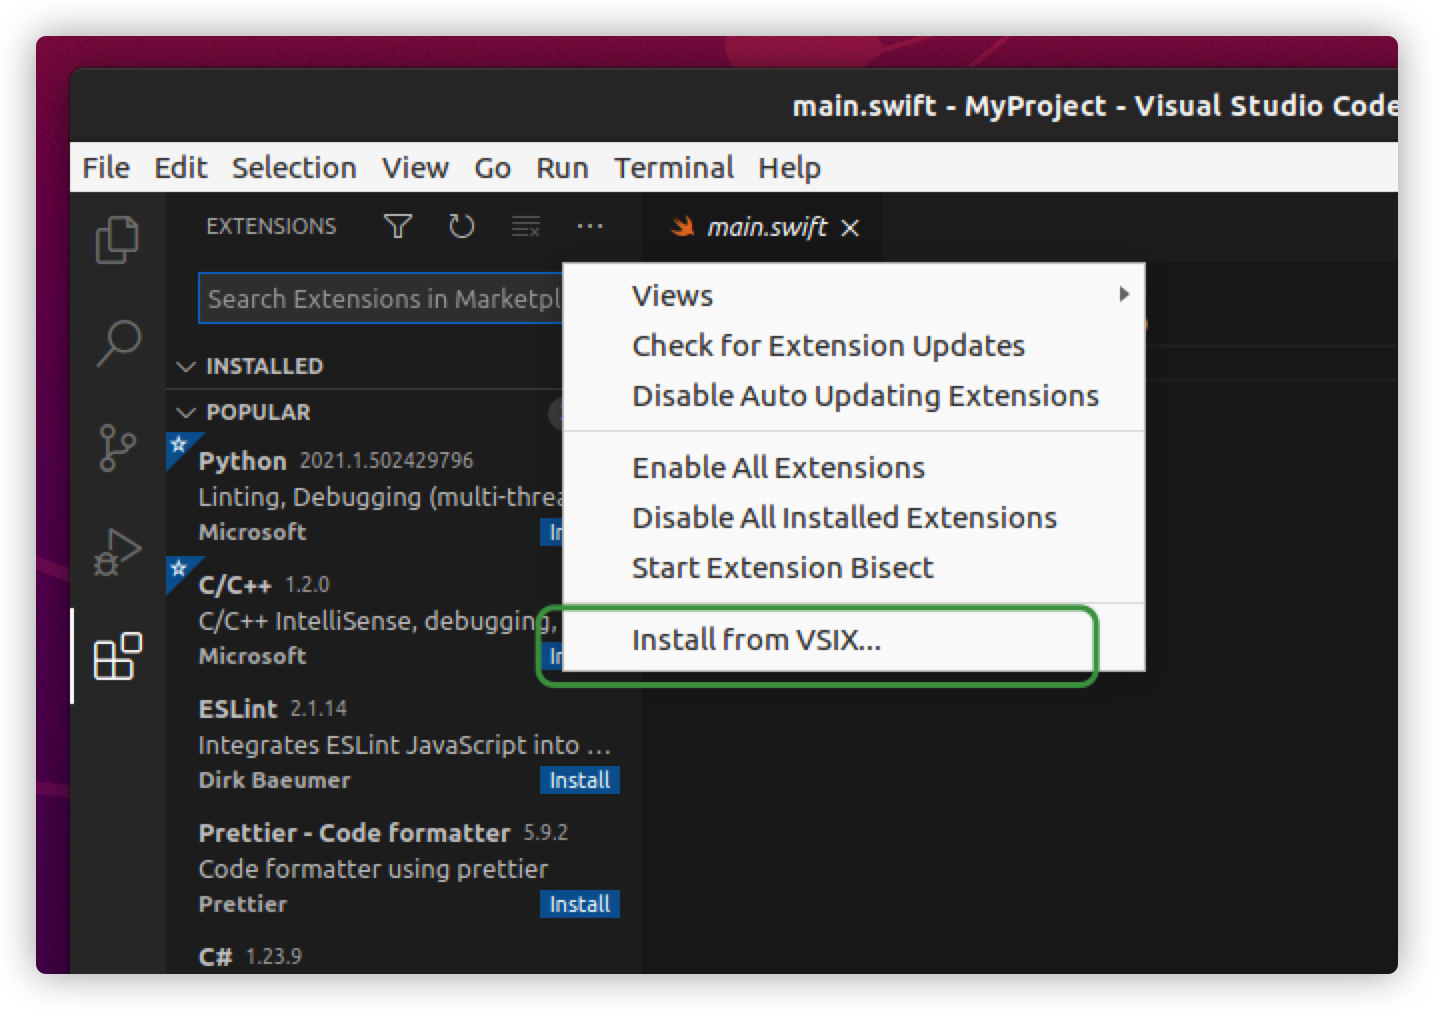 main.swift - MyProject - Visual Studio Code
File Edit Selection View Go Run Terminal Help
EXTENSIONS
main.swift
Search Extensions in Marketpl
INSTALLED
POPULAR
Python 2021.1.502429796
Linting, Debugging (multi-threa
Microsoft In
C/C++ 1.2.0
C/C++ IntelliSense, debugging,
Microsoft In
ESLint 2.1.14
Integrates ESLint JavaScript into ...
Dirk Baeumer Install
Prettier - Code formatter 5.9.2
Code formatter using prettier
Prettier Install
C# 1.23.9
Views
Check for Extension Updates
Disable Auto Updating Extensions
Enable All Extensions
Disable All Installed Extensions
Start Extension Bisect
Install from VSIX...